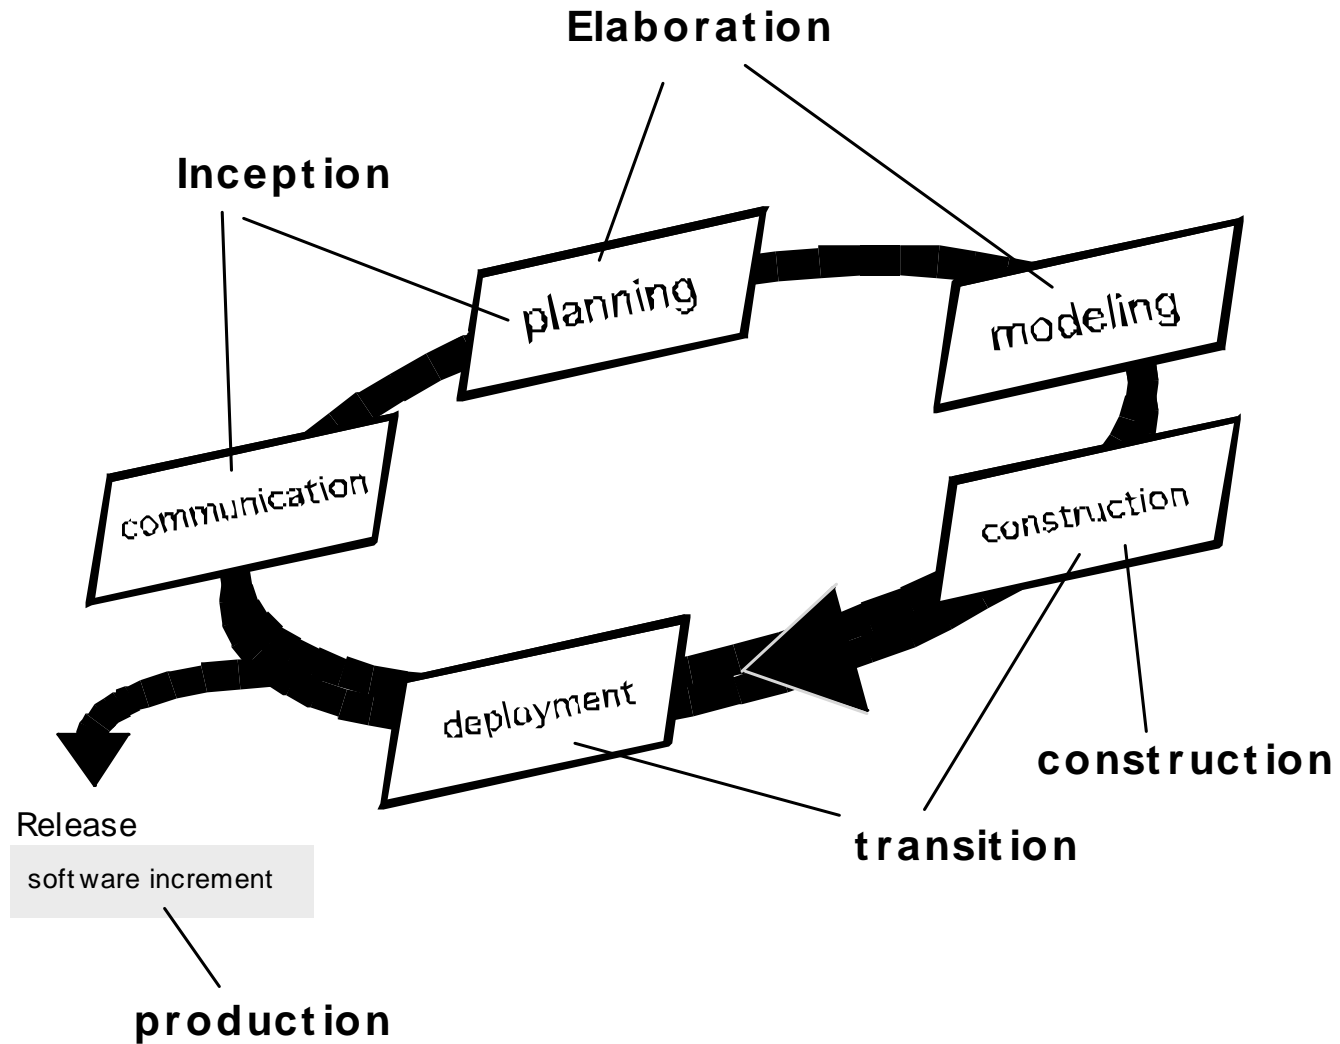 Elaboration
Inception
planning
modeling
communication
construction
deployment
construction
transition
Release
software increment
production